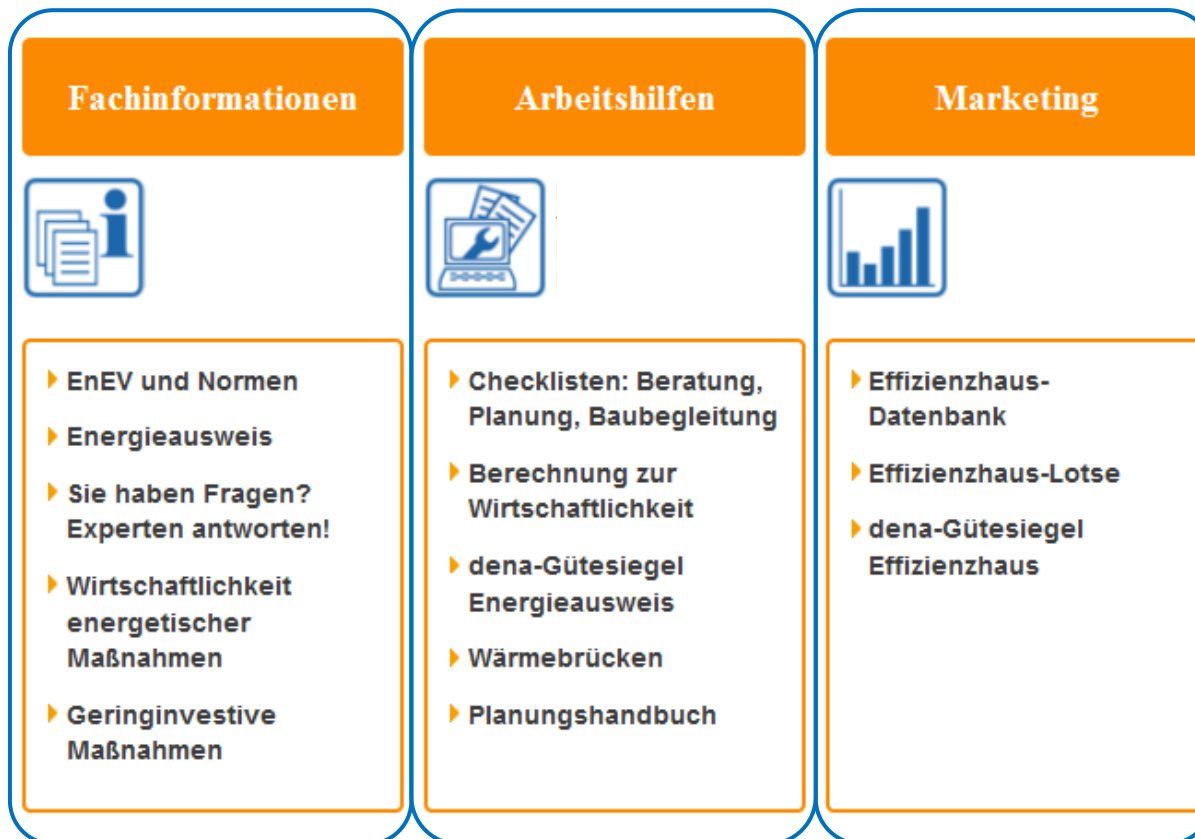 Fachinformationen
EnEV und Normen
Energieausweis
Sie haben Fragen?
Experten antworten!
Wirtschaftlichkeit
energetischer
Maßnahmen
Geringinvestive
Maßnahmen
Arbeitshilfen
Checklisten: Beratung,
Planung, Baubegleitung
Berechnung zur
Wirtschaftlichkeit
dena-Gütesiegel
Energieausweis
Wärmebrücken
Planungshandbuch
Marketing
Effizienzhaus-
Datenbank
Effizienzhaus-Lotse
dena-Gütesiegel
Effizienzhaus